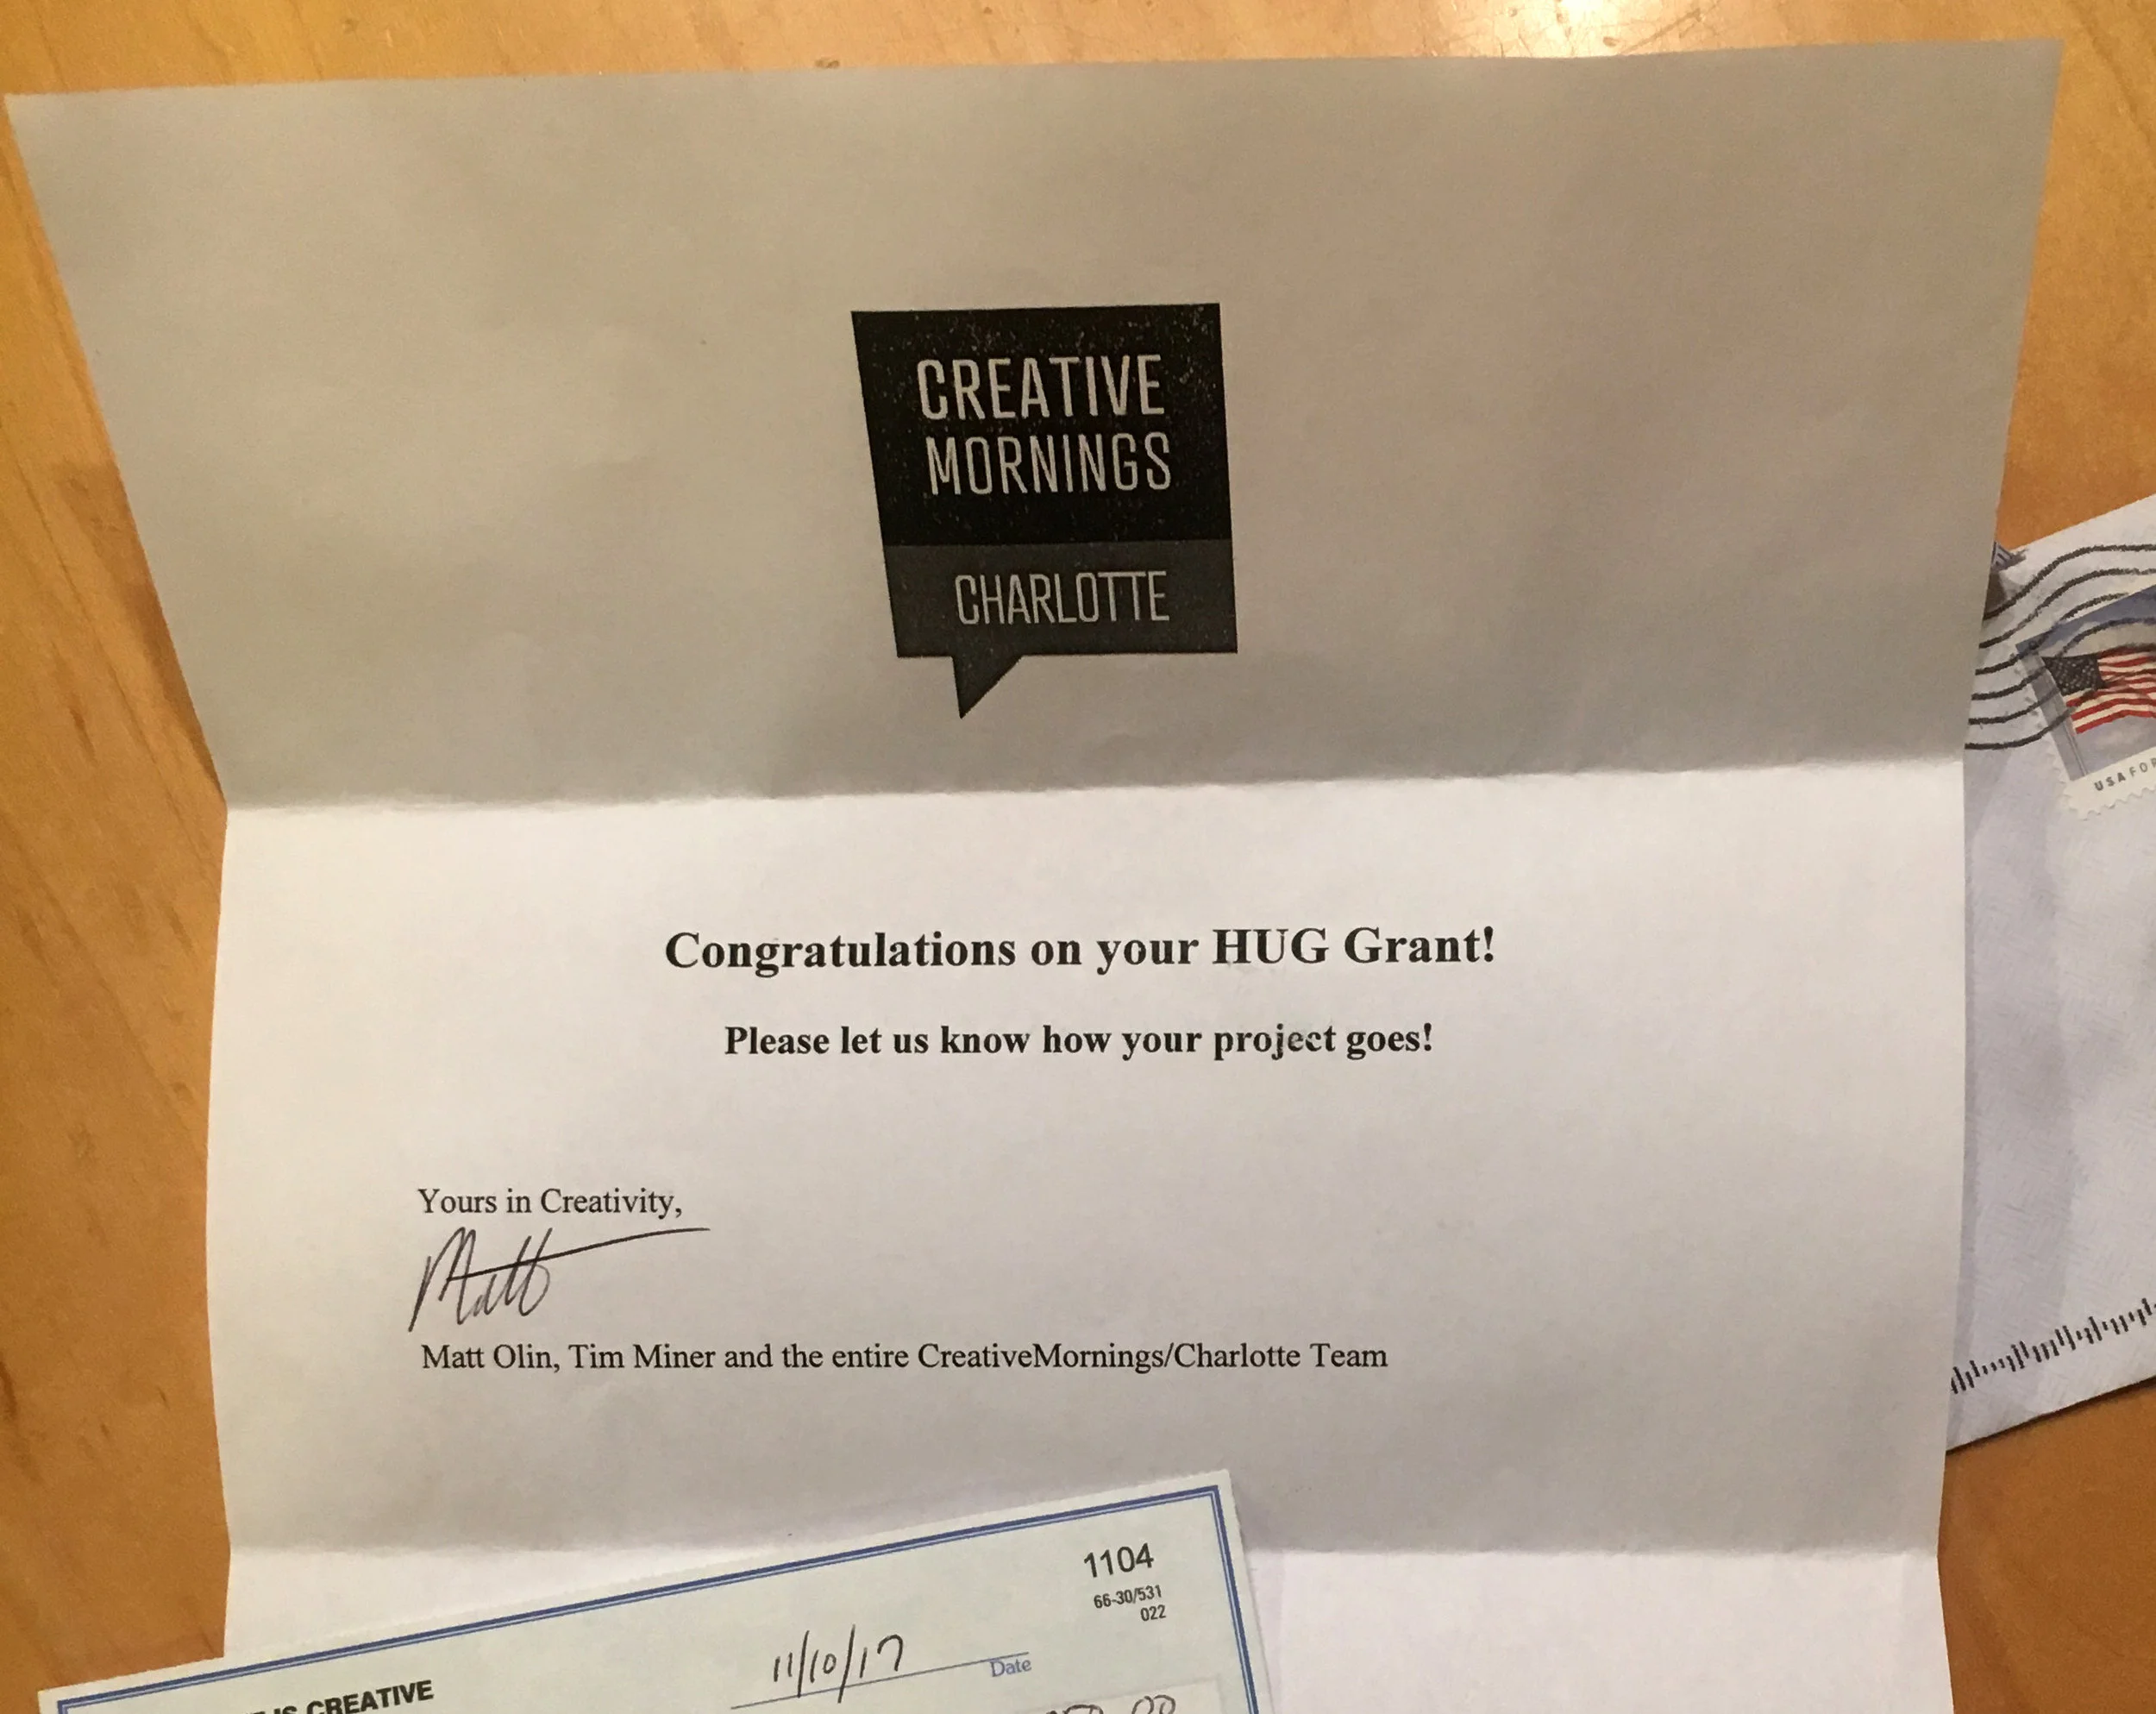 CREATIVE
MORNINGS
CHARLOTTE
Congratulations on your HUG Grant!
Please let us know how your project goes!
Yours in Creativity,
Matt
Matt Olin, Tim Miner and the entire CreativeMornings/Charlotte Team
1104
66-30/531
022
11/10/17 Date
IS CREATIVE
USA FOR